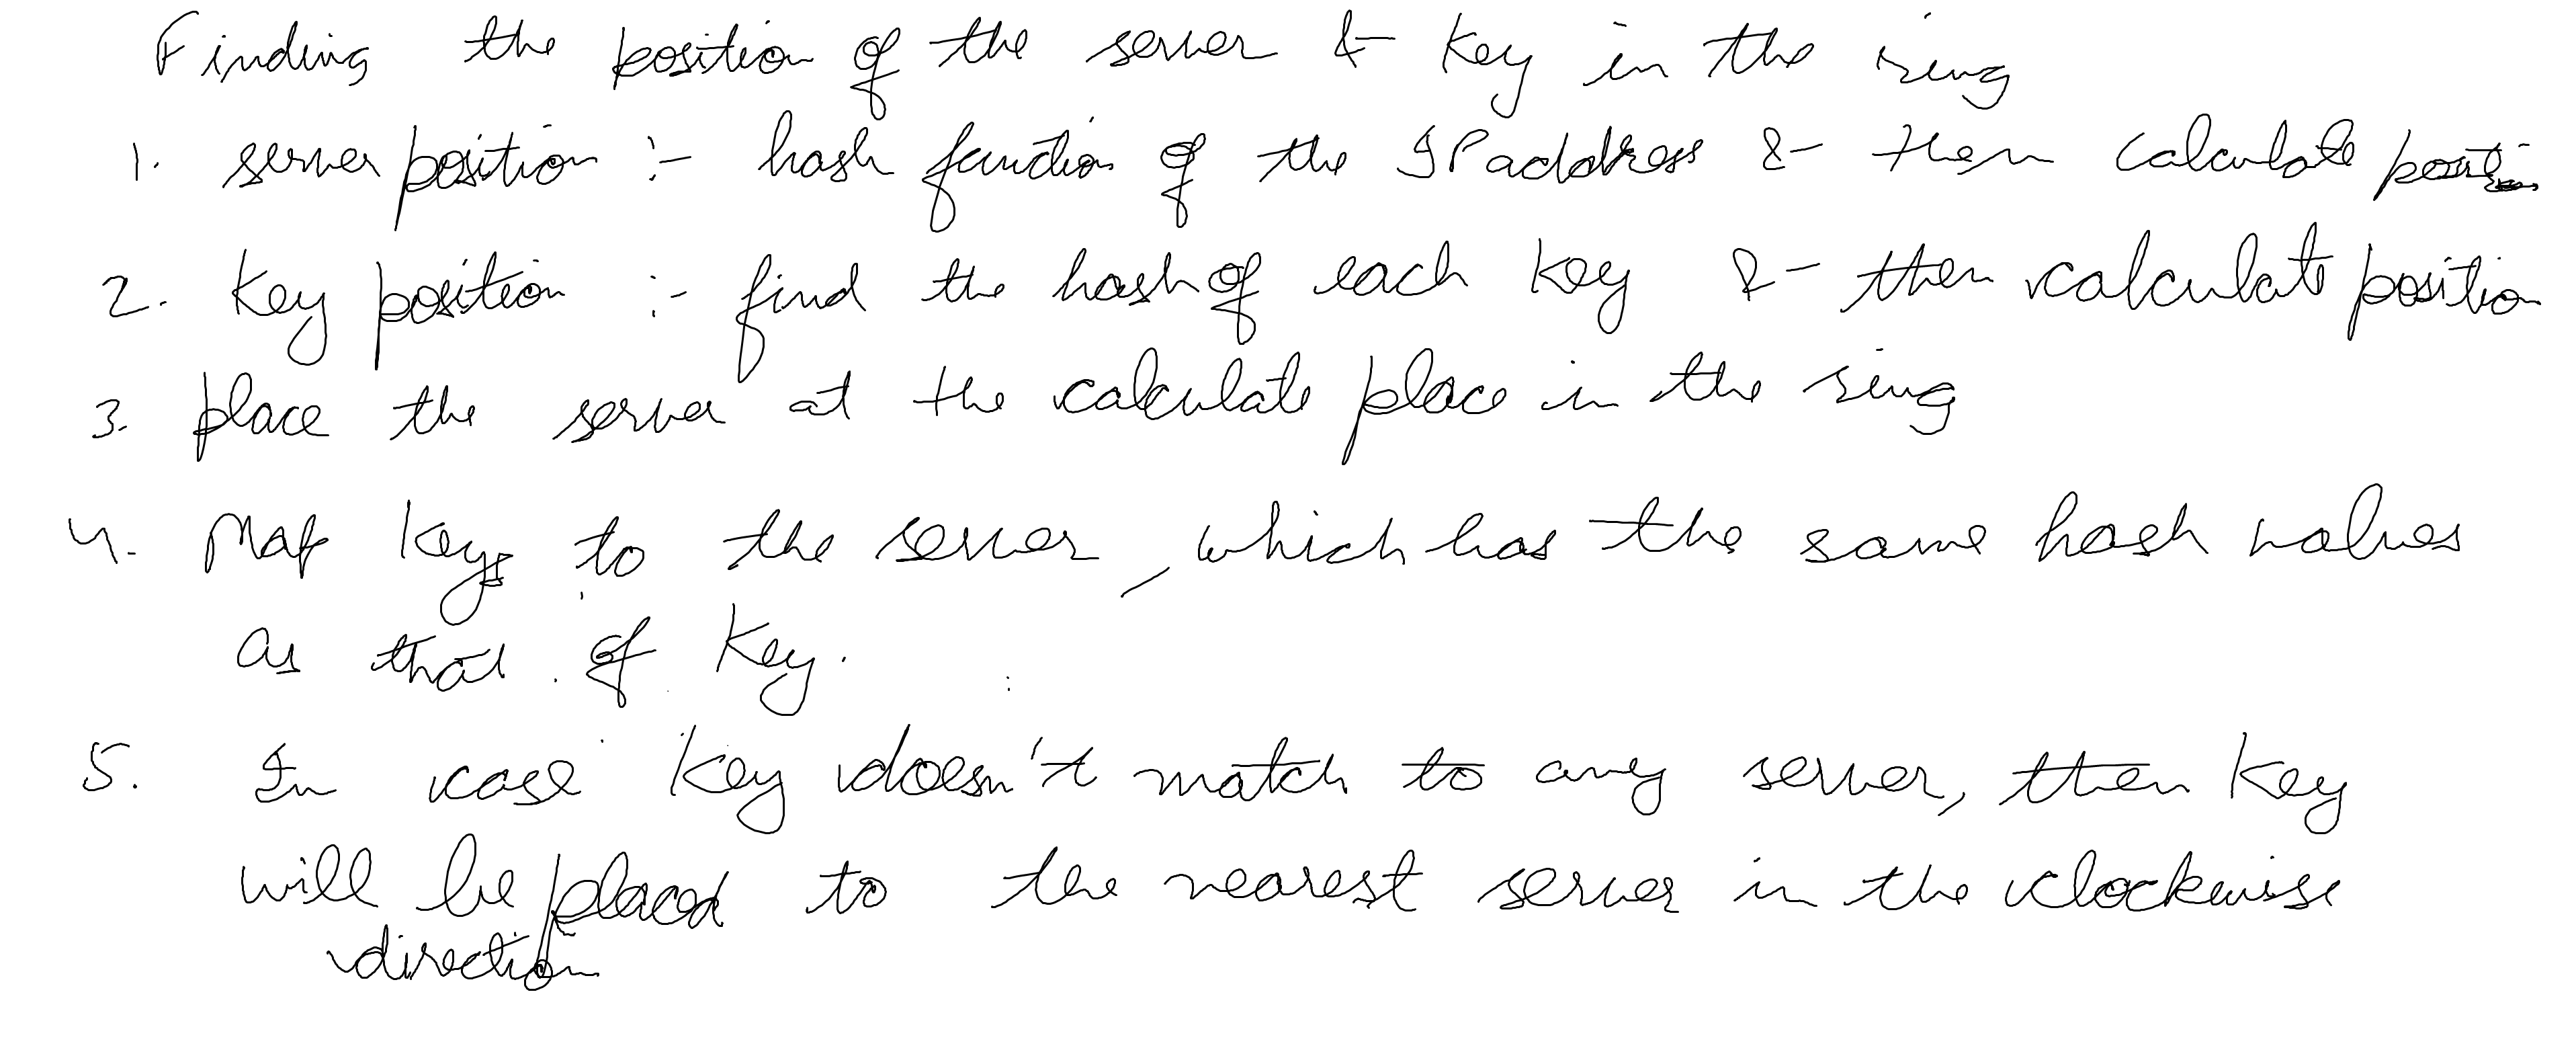 Finding the position of the server & key in the ring
1. server position :- hash function of the IP address & then calculate position
2. Key position :- find the hash of each key & then calculate position
3. place the server at the calculate place in the ring
4. Map keys to the server, which has the same hash values
as that of key.
5. In case key doesn't match to any server, then key
will be placed to the nearest server in the clockwise
direction